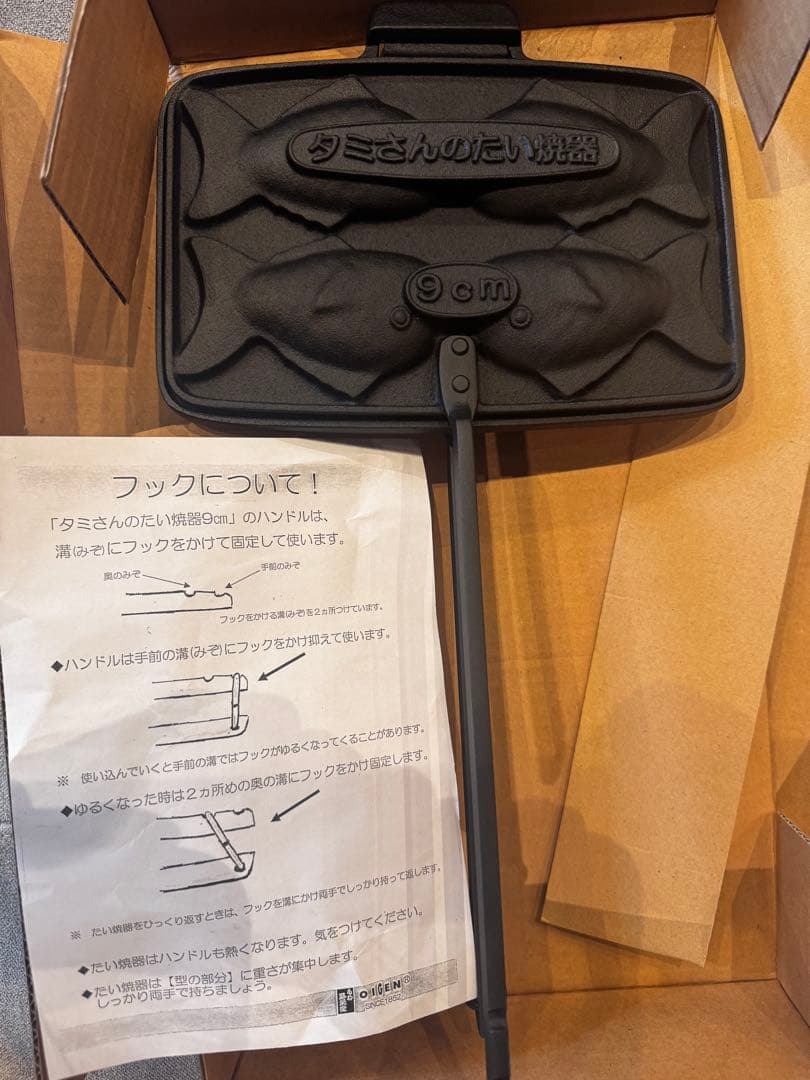 タミさんのたい焼器
9cm
フックについて！
「タミさんのたい焼器9㎝」のハンドルは、
溝(みぞ)にフックをかけて固定して使います。
奥のみぞ
手前のみぞ
フックをかける溝(みぞ)を２ヵ所つけています。
◆ハンドルは手前の溝(みぞ)にフックをかけ抑えて使います。
※ 使い込んでいくと手前の溝ではフックがゆるくなってくることがあります。
◆ゆるくなった時は２ヵ所めの奥の溝にフックをかけ固定します。
※ たい焼器をひっくり返すときは、フックを溝にかけ両手でしっかり持って返します。
◆たい焼器はハンドルも熱くなります。気をつけてください。
◆たい焼器は【型の部分】に重さが集中します。
しっかり両手で持ちましょう。
OIGEN®
SINCE1852